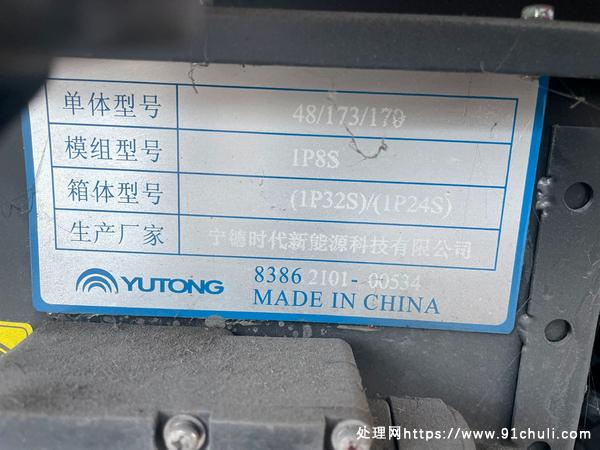 单体型号 48/173/170
模组型号 1P8S
箱体型号 (1P32S)/(1P24S)
生产厂家 宁德时代新能源科技有限公司
YUTONG 8386 2101-00534
MADE IN CHINA
处理网https://www.91chuli.com/